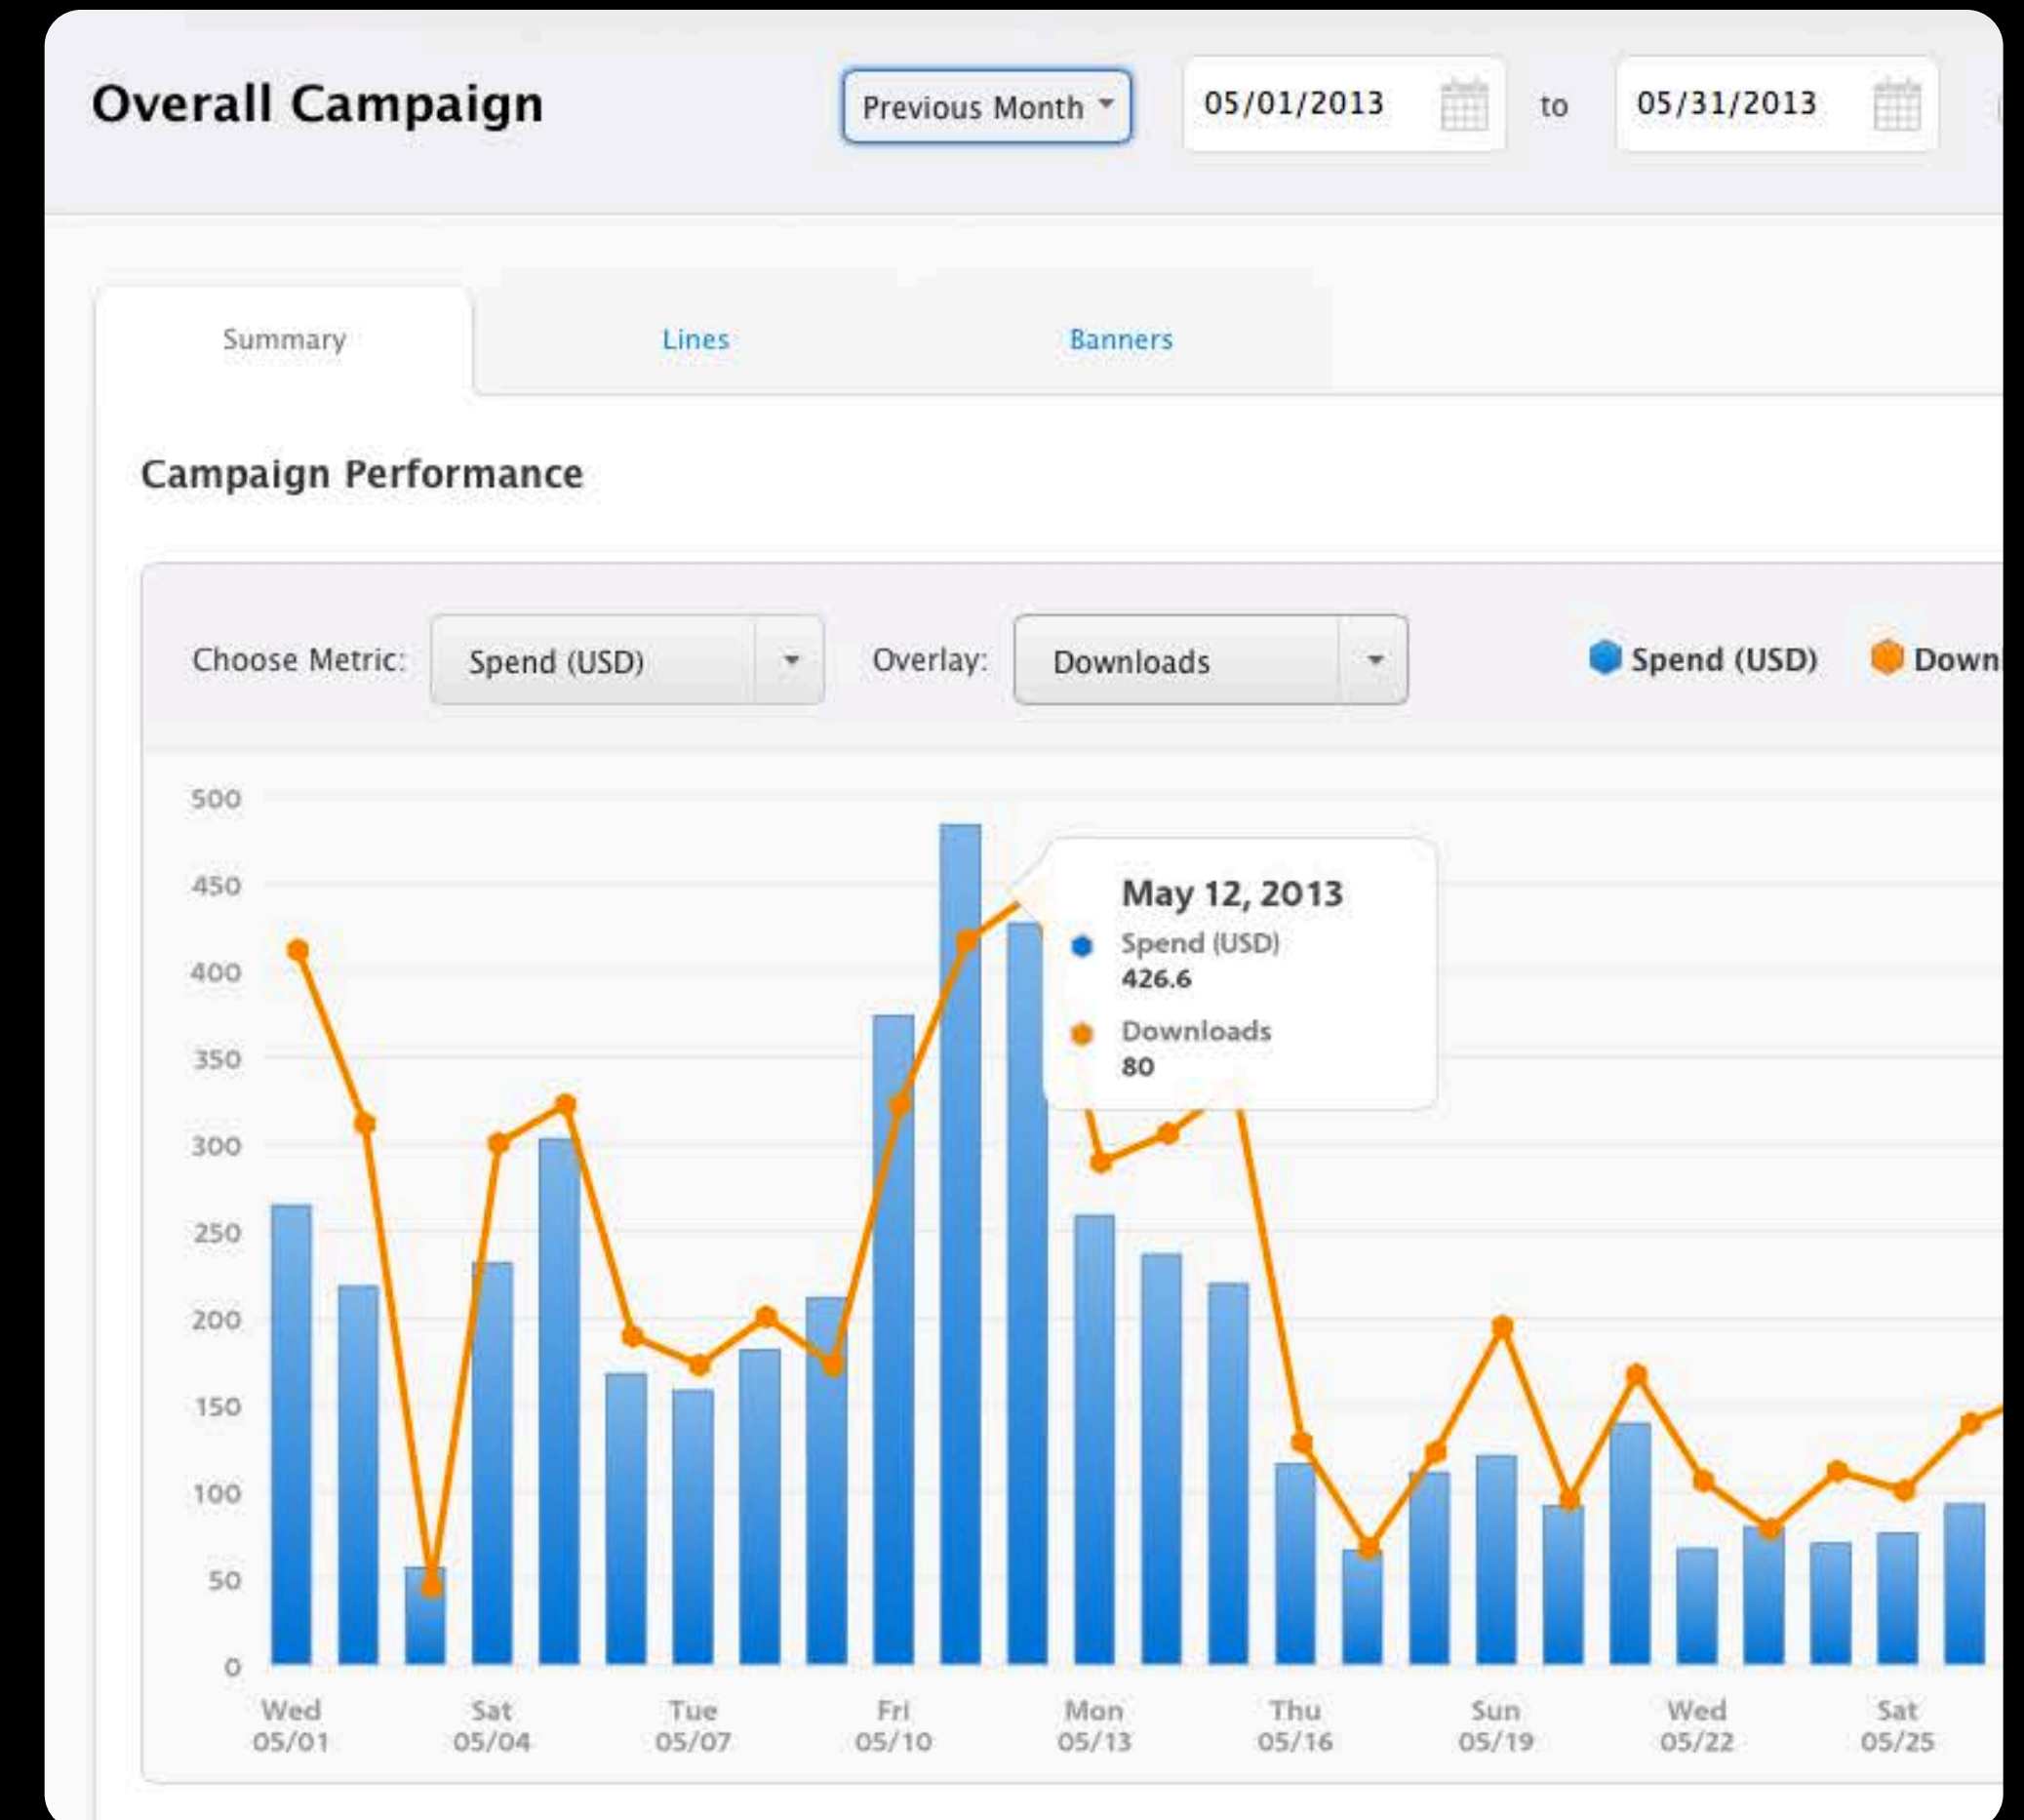 Overall Campaign
Previous Month
05/01/2013
to
05/31/2013
Summary
Lines
Banners
Campaign Performance
Choose Metric:
Spend (USD)
Overlay:
Downloads
Spend (USD)
Down
500
450
400
350
300
250
200
150
100
50
0
May 12, 2013
Spend (USD)
426.6
Downloads
80
Wed
05/01
Sat
05/04
Tue
05/07
Fri
05/10
Mon
05/13
Thu
05/16
Sun
05/19
Wed
05/22
Sat
05/25